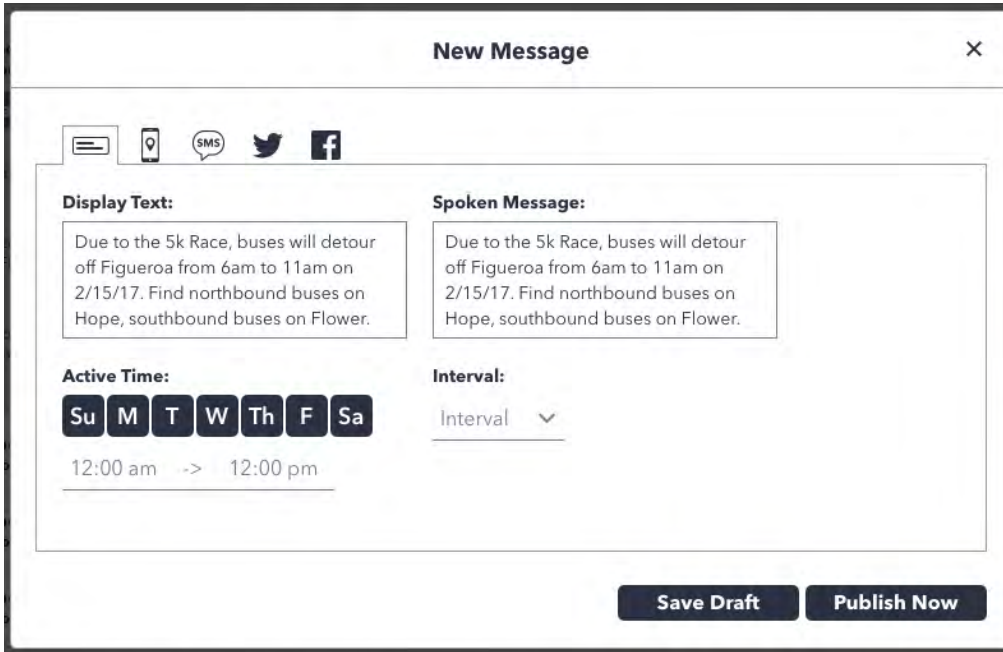 New Message
SMS
Display Text:
Due to the 5k Race, buses will detour
off Figueroa from 6am to 11am on
2/15/17. Find northbound buses on
Hope, southbound buses on Flower.
Spoken Message:
Due to the 5k Race, buses will detour
off Figueroa from 6am to 11am on
2/15/17. Find northbound buses on
Hope, southbound buses on Flower.
Active Time:
Su M T W Th F Sa
12:00 am -> 12:00 pm
Interval:
Interval
Save Draft
Publish Now